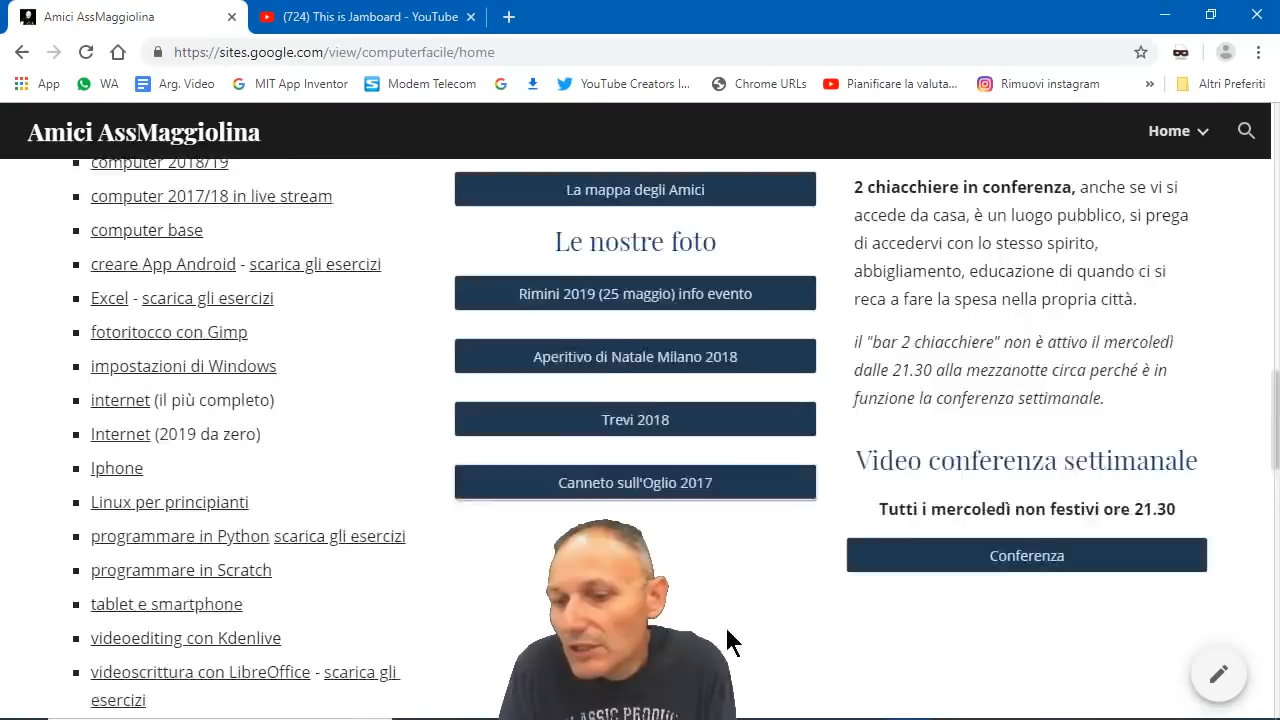 Amici AssMaggiolina
(724) This is Jamboard - YouTube
https://sites.google.com/view/computerfacile/home
App
WA
Arg. Video
MIT App Inventor
Modem Telecom
YouTube Creators I...
Chrome URLs
Pianificare la valuta...
Rimuovi instagram
»
Altri Preferiti
Amici AssMaggiolina
Home
computer 2018/19
computer 2017/18 in live stream
computer base
creare App Android - scarica gli esercizi
Excel - scarica gli esercizi
fotoritocco con Gimp
impostazioni di Windows
internet (il più completo)
Internet (2019 da zero)
Iphone
Linux per principianti
programmare in Python scarica gli esercizi
programmare in Scratch
tablet e smartphone
videoediting con Kdenlive
videoscrittura con LibreOffice - scarica gli
esercizi
La mappa degli Amici
Le nostre foto
Rimini 2019 (25 maggio) info evento
Aperitivo di Natale Milano 2018
Trevi 2018
Canneto sull'Oglio 2017
2 chiacchiere in conferenza, anche se vi si
accede da casa, è un luogo pubblico, si prega
di accedervi con lo stesso spirito,
abbigliamento, educazione di quando ci si
reca a fare la spesa nella propria città.
il "bar 2 chiacchiere" non è attivo il mercoledì
dalle 21.30 alla mezzanotte circa perché è in
funzione la conferenza settimanale.
Video conferenza settimanale
Tutti i mercoledì non festivi ore 21.30
Conferenza